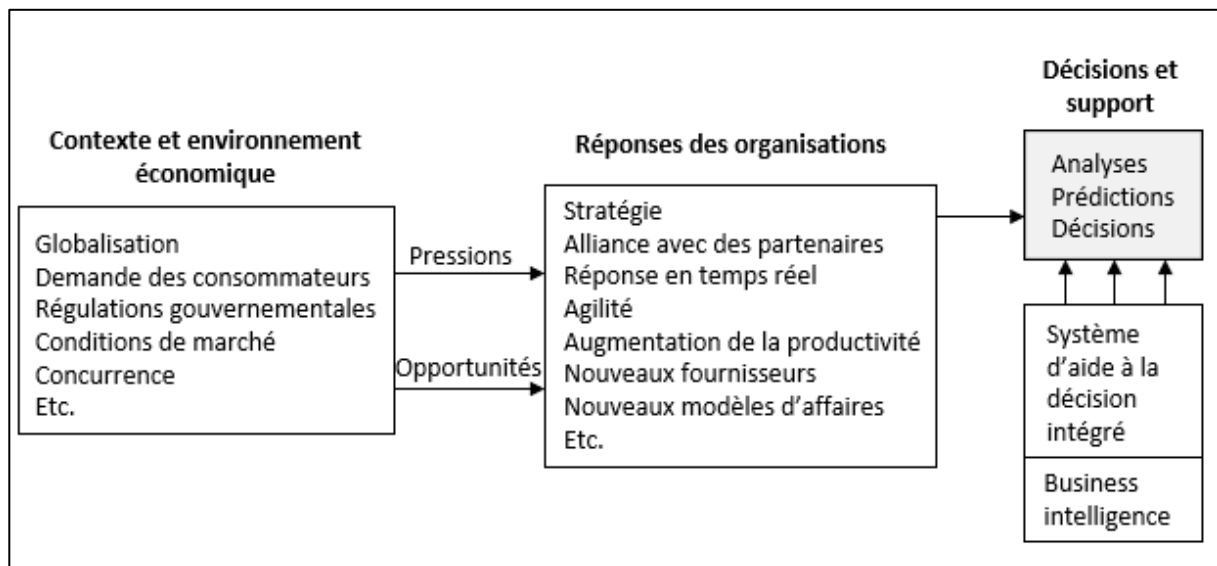 Contexte et environnement
économique
Globalisation
Demande des consommateurs
Régulations gouvernementales
Conditions de marché
Concurrence
Etc.
Pressions
Opportunités
Réponses des organisations
Stratégie
Alliance avec des partenaires
Réponse en temps réel
Agilité
Augmentation de la productivité
Nouveaux fournisseurs
Nouveaux modèles d’affaires
Etc.
Décisions et
support
Analyses
Prédictions
Décisions
Système
d’aide à la
décision
intégré
Business
intelligence